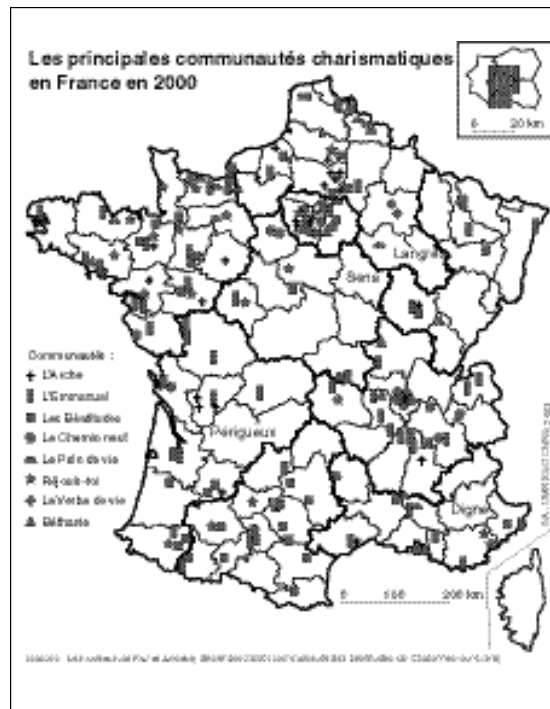 Les principales communautés charismatiques
en France en 2000
0 20 km
Langres
Sens
Communautés :
L'Arche
L'Emmanuel
Les Béatitudes
Le Chemin neuf
Le Pain de vie
Réjouis-toi
Le Verbe de vie
Béthanie
Périgueux
Digne
0 100 200 km